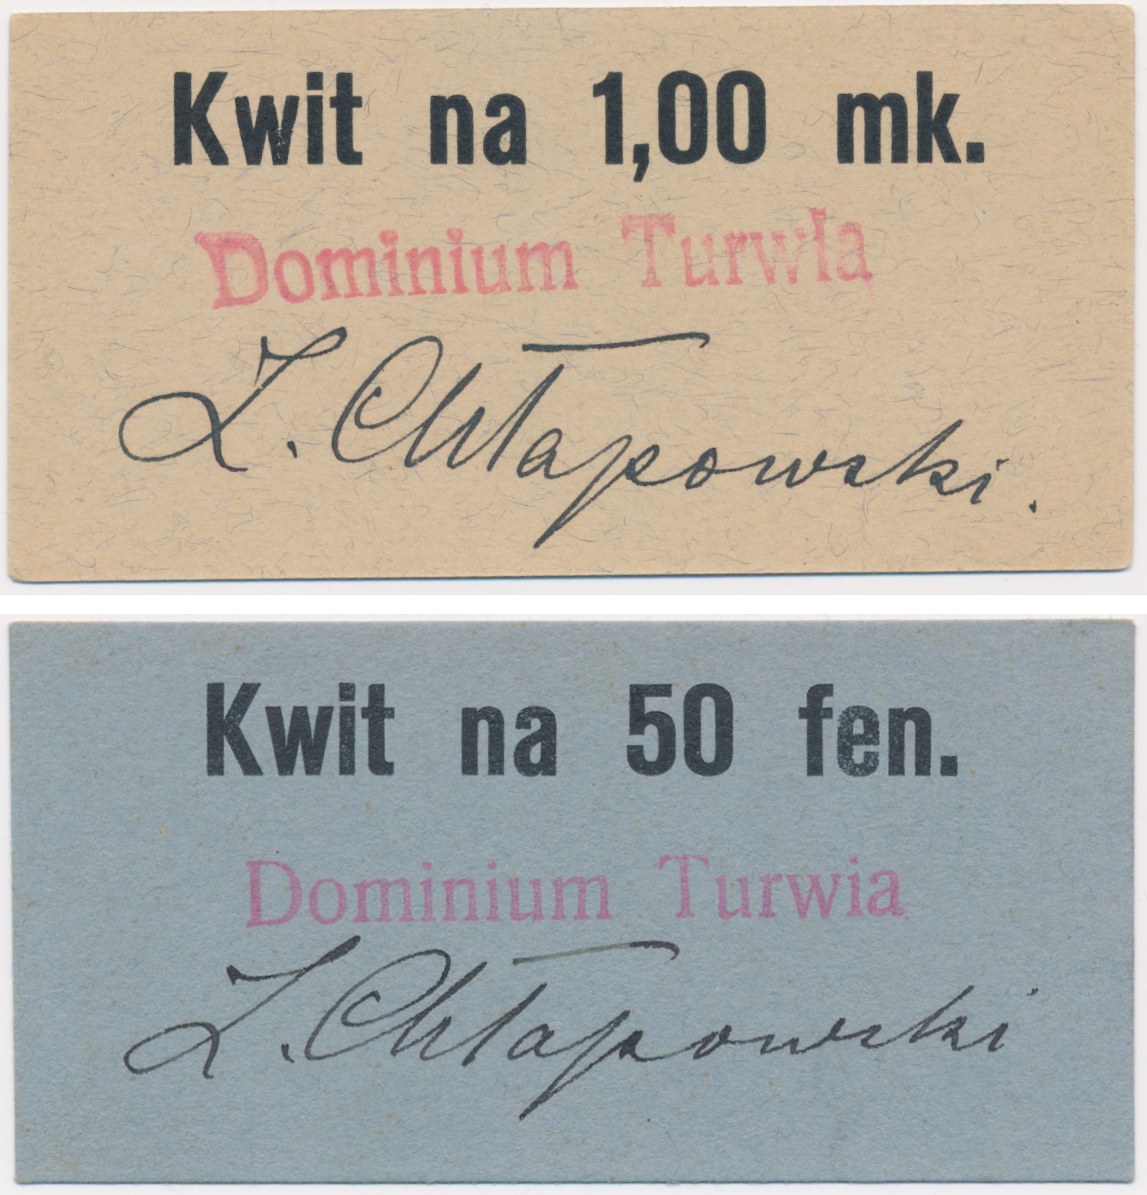 Kwit na 1,00 mk.
Dominium Turwia
Z. Chłapowski.
Kwit na 50 fen.
Dominium Turwia
Z. Chłapowski